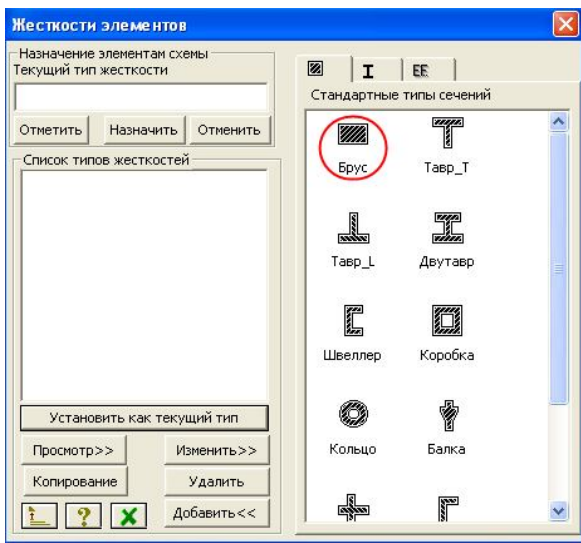 Жесткости элементов
Назначение элементам схемы
Текущий тип жесткости
Отметить
Назначить
Отменить
Список типов жесткостей
Установить как текущий тип
Просмотр>>
Изменить>>
Копирование
Удалить
?
Добавить<<
I
EF
Стандартные типы сечений
Брус
Тавр_Т
Тавр_L
Двутавр
Швеллер
Коробка
Кольцо
Балка